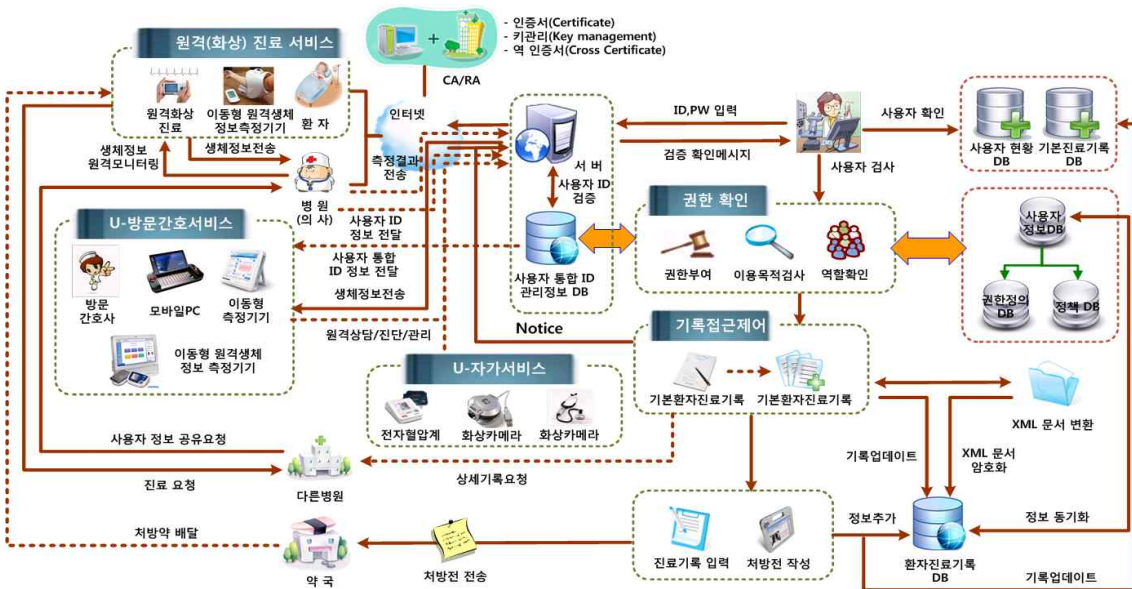 - 인증서(Certificate)
- 키관리(Key management)
- 역 인증서(Cross Certificate)
CA/RA
원격(화상) 진료 서비스
원격화상
진료
이동형 원격생체
정보측정기기
환 자
인터넷
생체정보
원격모니터링
생체정보전송
측정결과
전송
병 원
(의 사)
서 버
사용자 ID
검증
사용자 통합 ID
관리정보 DB
ID,PW 입력
검증 확인메시지
사용자 확인
사용자 검사
사용자 현황
DB
기본진료기록
DB
U-방문간호서비스
방문
간호사
모바일PC
이동형
측정기기
이동형 원격생체
정보 측정기기
사용자 ID
정보 전달
사용자 통합
ID 정보 전달
생체정보전송
원격상담/진단/관리
권한 확인
권한부여
이용목적검사
역할확인
사용자
정보DB
권한정의
DB
정책 DB
Notice
기록접근제어
기본환자진료기록
기본환자진료기록
U-자가서비스
전자혈압계
화상카메라
화상카메라
XML 문서 변환
기록업데이트
XML 문서
암호화
사용자 정보 공유요청
진료 요청
다른병원
상세기록요청
처방약 배달
약 국
처방전 전송
진료기록 입력
처방전 작성
정보추가
환자진료기록
DB
정보 동기화
기록업데이트